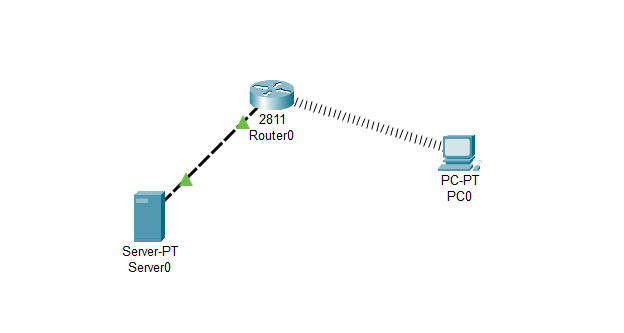 2811
Router0
PC-PT
PC0
Server-PT
Server0